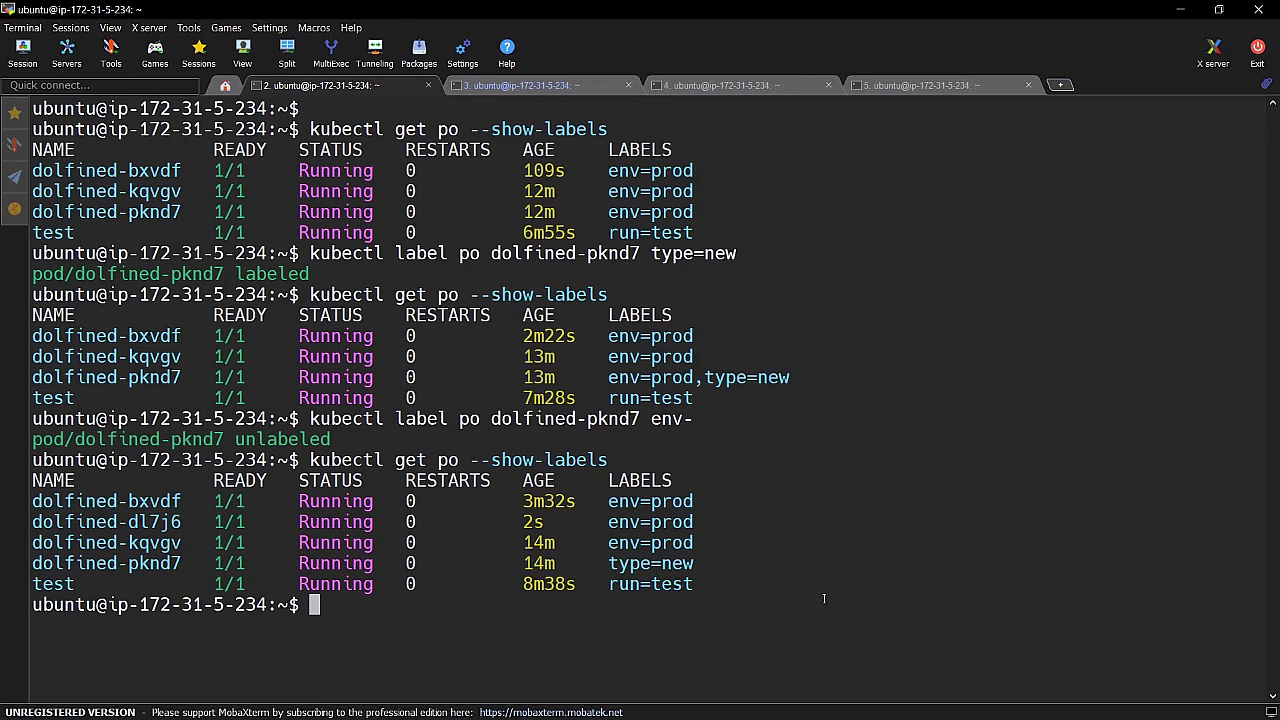 ubuntu@ip-172-31-5-234: ~
Terminal Sessions View X server Tools Games Settings Macros Help
Session Servers Tools Games Sessions View Split MultiExec Tunneling Packages Settings Help X server Exit
Quick connect... 2. ubuntu@ip-172-31-5-234: ~ 3. ubuntu@ip-172-31-5-234: ~ 4. ubuntu@ip-172-31-5-234: ~ 5. ubuntu@ip-172-31-5-234: ~
ubuntu@ip-172-31-5-234:~$
ubuntu@ip-172-31-5-234:~$ kubectl get po --show-labels
NAME READY STATUS RESTARTS AGE LABELS
dolfined-bxvdf 1/1 Running 0 109s env=prod
dolfined-kqvgv 1/1 Running 0 12m env=prod
dolfined-pknd7 1/1 Running 0 12m env=prod
test 1/1 Running 0 6m55s run=test
ubuntu@ip-172-31-5-234:~$ kubectl label po dolfined-pknd7 type=new
pod/dolfined-pknd7 labeled
ubuntu@ip-172-31-5-234:~$ kubectl get po --show-labels
NAME READY STATUS RESTARTS AGE LABELS
dolfined-bxvdf 1/1 Running 0 2m22s env=prod
dolfined-kqvgv 1/1 Running 0 13m env=prod
dolfined-pknd7 1/1 Running 0 13m env=prod,type=new
test 1/1 Running 0 7m28s run=test
ubuntu@ip-172-31-5-234:~$ kubectl label po dolfined-pknd7 env-
pod/dolfined-pknd7 unlabeled
ubuntu@ip-172-31-5-234:~$ kubectl get po --show-labels
NAME READY STATUS RESTARTS AGE LABELS
dolfined-bxvdf 1/1 Running 0 3m32s env=prod
dolfined-dl7j6 1/1 Running 0 2s env=prod
dolfined-kqvgv 1/1 Running 0 14m env=prod
dolfined-pknd7 1/1 Running 0 14m type=new
test 1/1 Running 0 8m38s run=test
ubuntu@ip-172-31-5-234:~$
UNREGISTERED VERSION - Please support MobaXterm by subscribing to the professional edition here: https://mobaxterm.mobatek.net